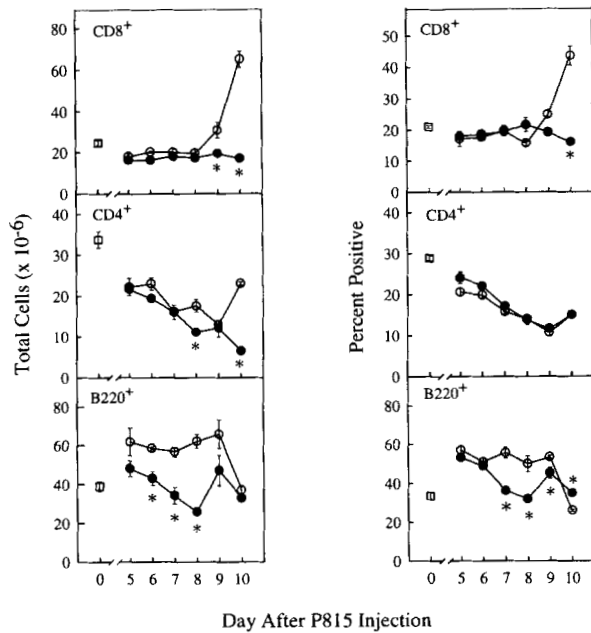 CD8+
80
60
40
20
0
CD4+
40
30
20
10
0
B220+
80
60
40
20
0
0 5 6 7 8 9 10
* *
* *
* * *
Total Cells (x 10-6)
CD8+
50
40
30
20
10
0
CD4+
40
30
20
10
0
B220+
80
60
40
20
0
0 5 6 7 8 9 10
*
* * * *
Percent Positive
Day After P815 Injection